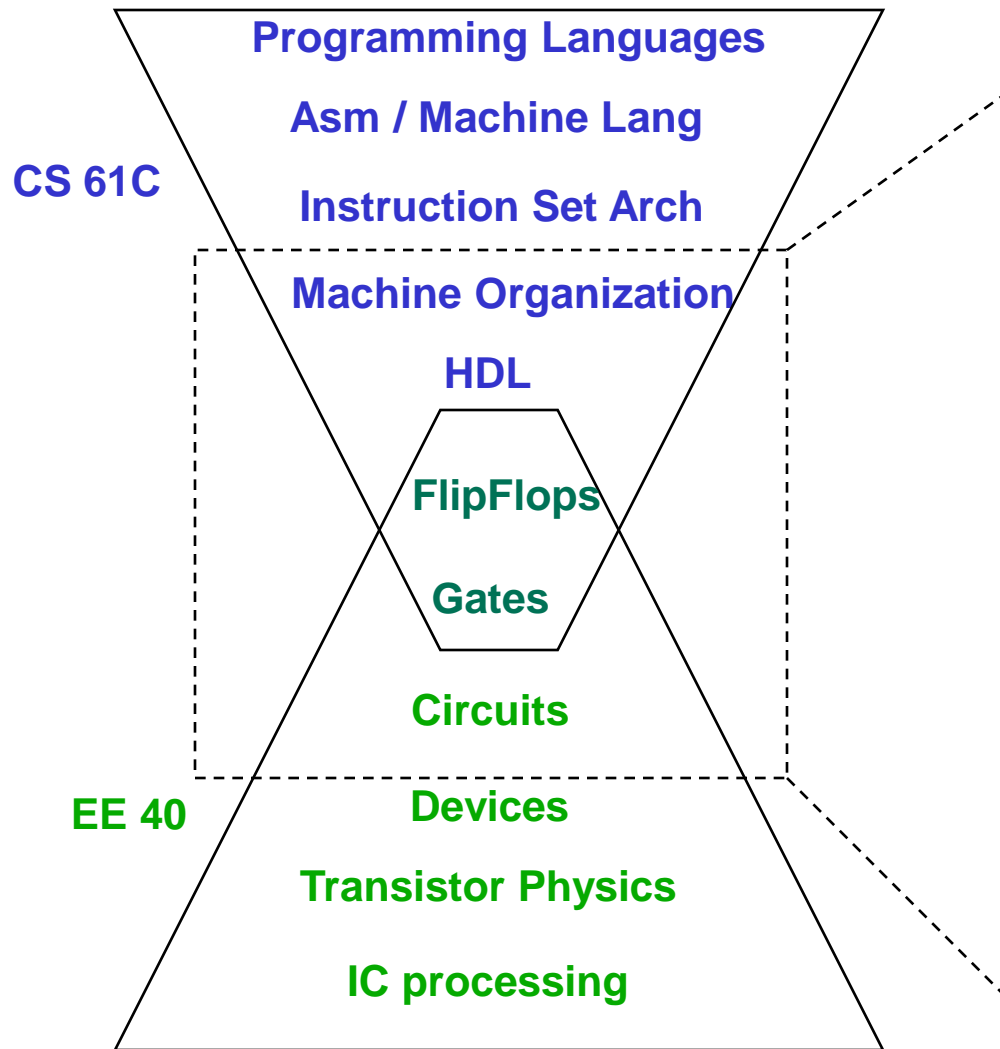 Programming Languages
Asm / Machine Lang
CS 61C
Instruction Set Arch
Machine Organization
HDL
FlipFlops
Gates
Circuits
EE 40
Devices
Transistor Physics
IC processing